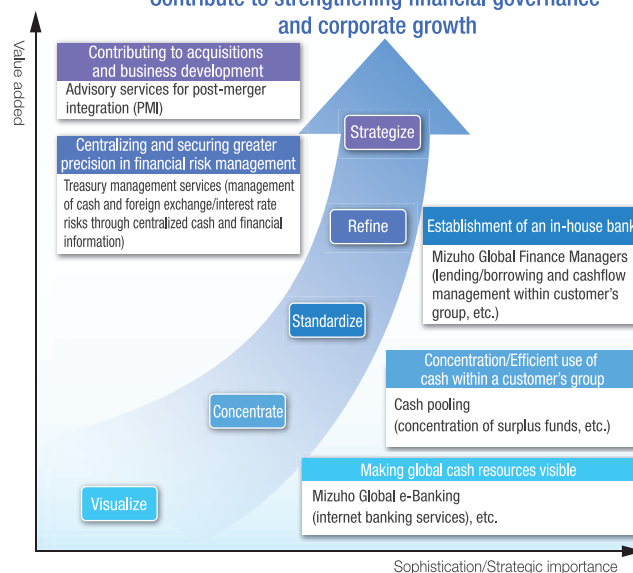 Contribute to strengthening financial governance
and corporate growth
Value added
Contributing to acquisitions
and business development
Advisory services for post-merger
integration (PMI)
Strategize
Centralizing and securing greater
precision in financial risk management
Treasury management services (management
of cash and foreign exchange/interest rate
risks through centralized cash and financial
information)
Refine
Establishment of an in-house bank
Mizuho Global Finance Managers
(lending/borrowing and cashflow
management within customer's
group, etc.)
Standardize
Concentration/Efficient use of
cash within a customer's group
Cash pooling
(concentration of surplus funds, etc.)
Concentrate
Making global cash resources visible
Mizuho Global e-Banking
(internet banking services), etc.
Visualize
Sophistication/Strategic importance